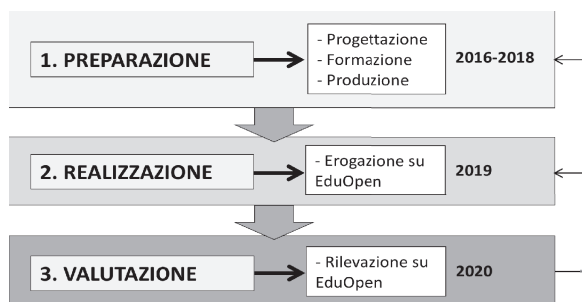 1. PREPARAZIONE
- Progettazione
- Formazione
- Produzione
2016-2018
2. REALIZZAZIONE
- Erogazione su
EduOpen
2019
3. VALUTAZIONE
- Rilevazione su
EduOpen
2020